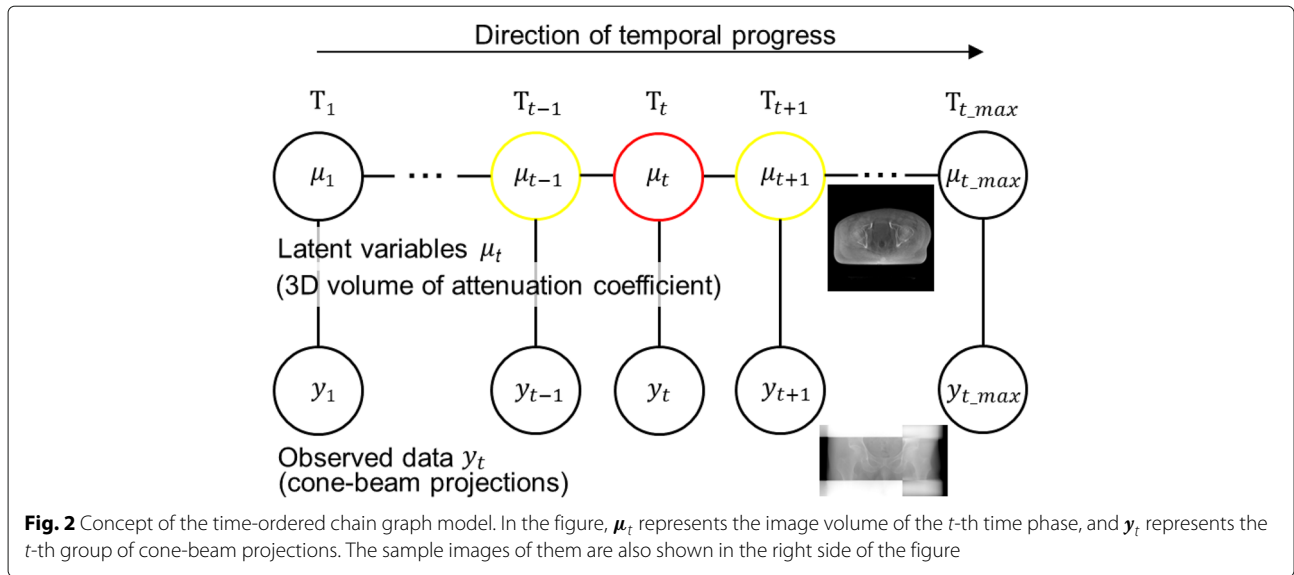 Direction of temporal progress
T₁ Tₜ₋₁ Tₜ Tₜ₊₁ Tₜ_ₘₐₓ
μ₁ ··· μₜ₋₁ μₜ μₜ₊₁ ··· μₜ_ₘₐₓ
Latent variables μₜ
(3D volume of attenuation coefficient)
y₁ yₜ₋₁ yₜ yₜ₊₁ yₜ_ₘₐₓ
Observed data yₜ
(cone-beam projections)
Fig. 2 Concept of the time-ordered chain graph model. In the figure, μₜ represents the image volume of the t-th time phase, and yₜ represents the
t-th group of cone-beam projections. The sample images of them are also shown in the right side of the figure